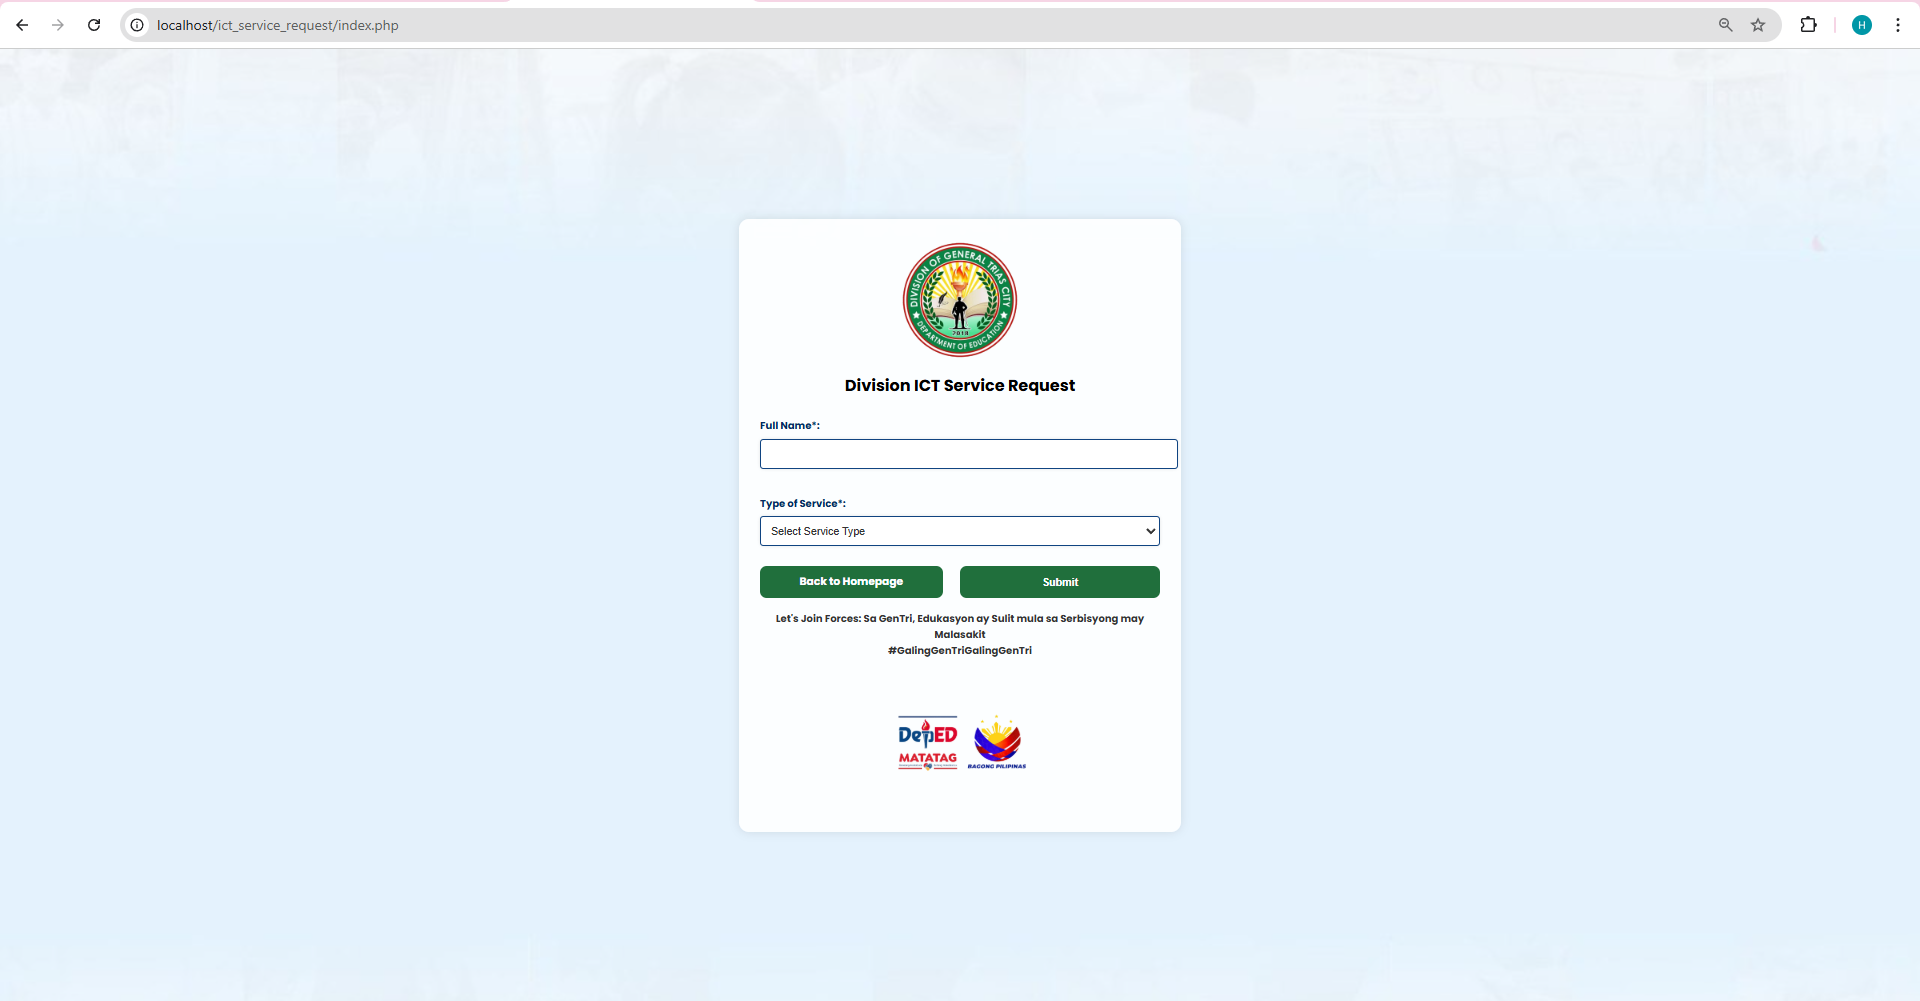 localhost/ict_service_request/index.php
H
DIVISION OF GENERAL TRIAS CITY
2018
DEPARTMENT OF EDUCATION
Division ICT Service Request
Full Name*:
Type of Service*:
Select Service Type
Back to Homepage
Submit
Let's Join Forces: Sa GenTri, Edukasyon ay Sulit mula sa Serbisyong may
Malasakit
#GalingGenTriGalingGenTri
DepED
MATATAG
BAGONG PILIPINAS